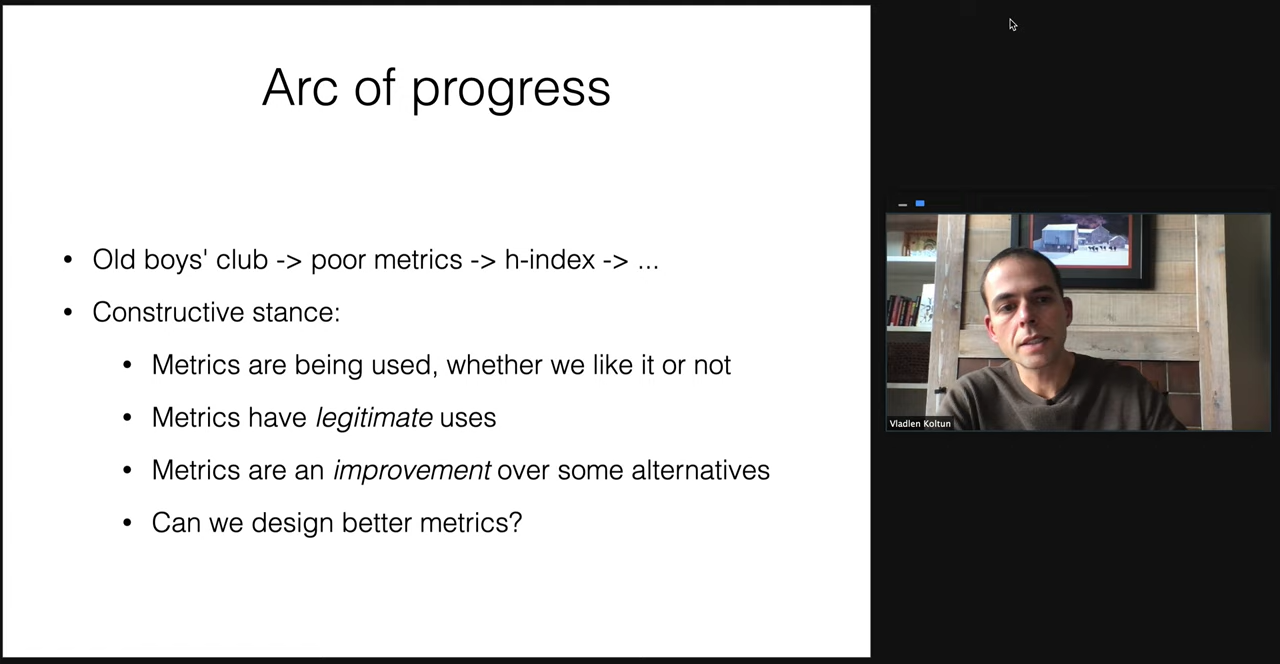 Arc of progress
• Old boys' club -> poor metrics -> h-index -> ...
• Constructive stance:
• Metrics are being used, whether we like it or not
• Metrics have legitimate uses
• Metrics are an improvement over some alternatives
• Can we design better metrics?
Vladlen Koltun